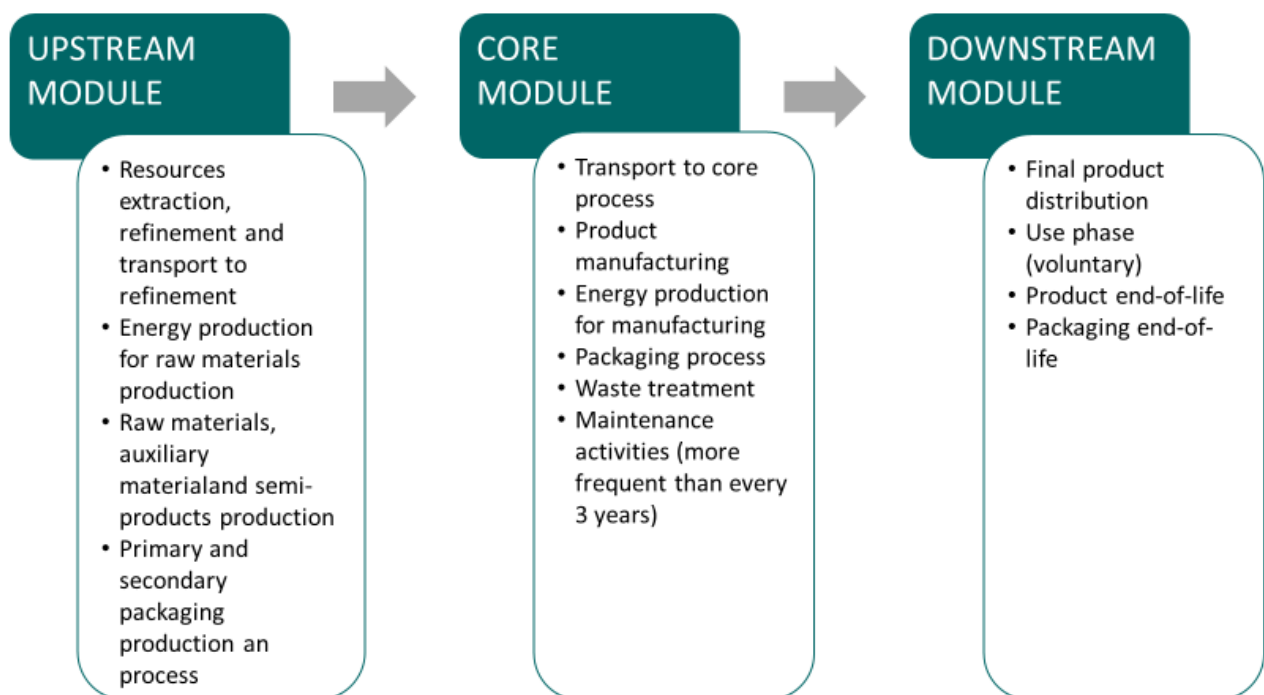 UPSTREAM
MODULE
• Resources
extraction,
refinement and
transport to
refinement
• Energy production
for raw materials
production
• Raw materials,
auxiliary
materialand semi-
products production
• Primary and
secondary
packaging
production an
process
CORE
MODULE
• Transport to core
process
• Product
manufacturing
• Energy production
for manufacturing
• Packaging process
• Waste treatment
• Maintenance
activities (more
frequent than every
3 years)
DOWNSTREAM
MODULE
• Final product
distribution
• Use phase
(voluntary)
• Product end-of-life
• Packaging end-of-
life